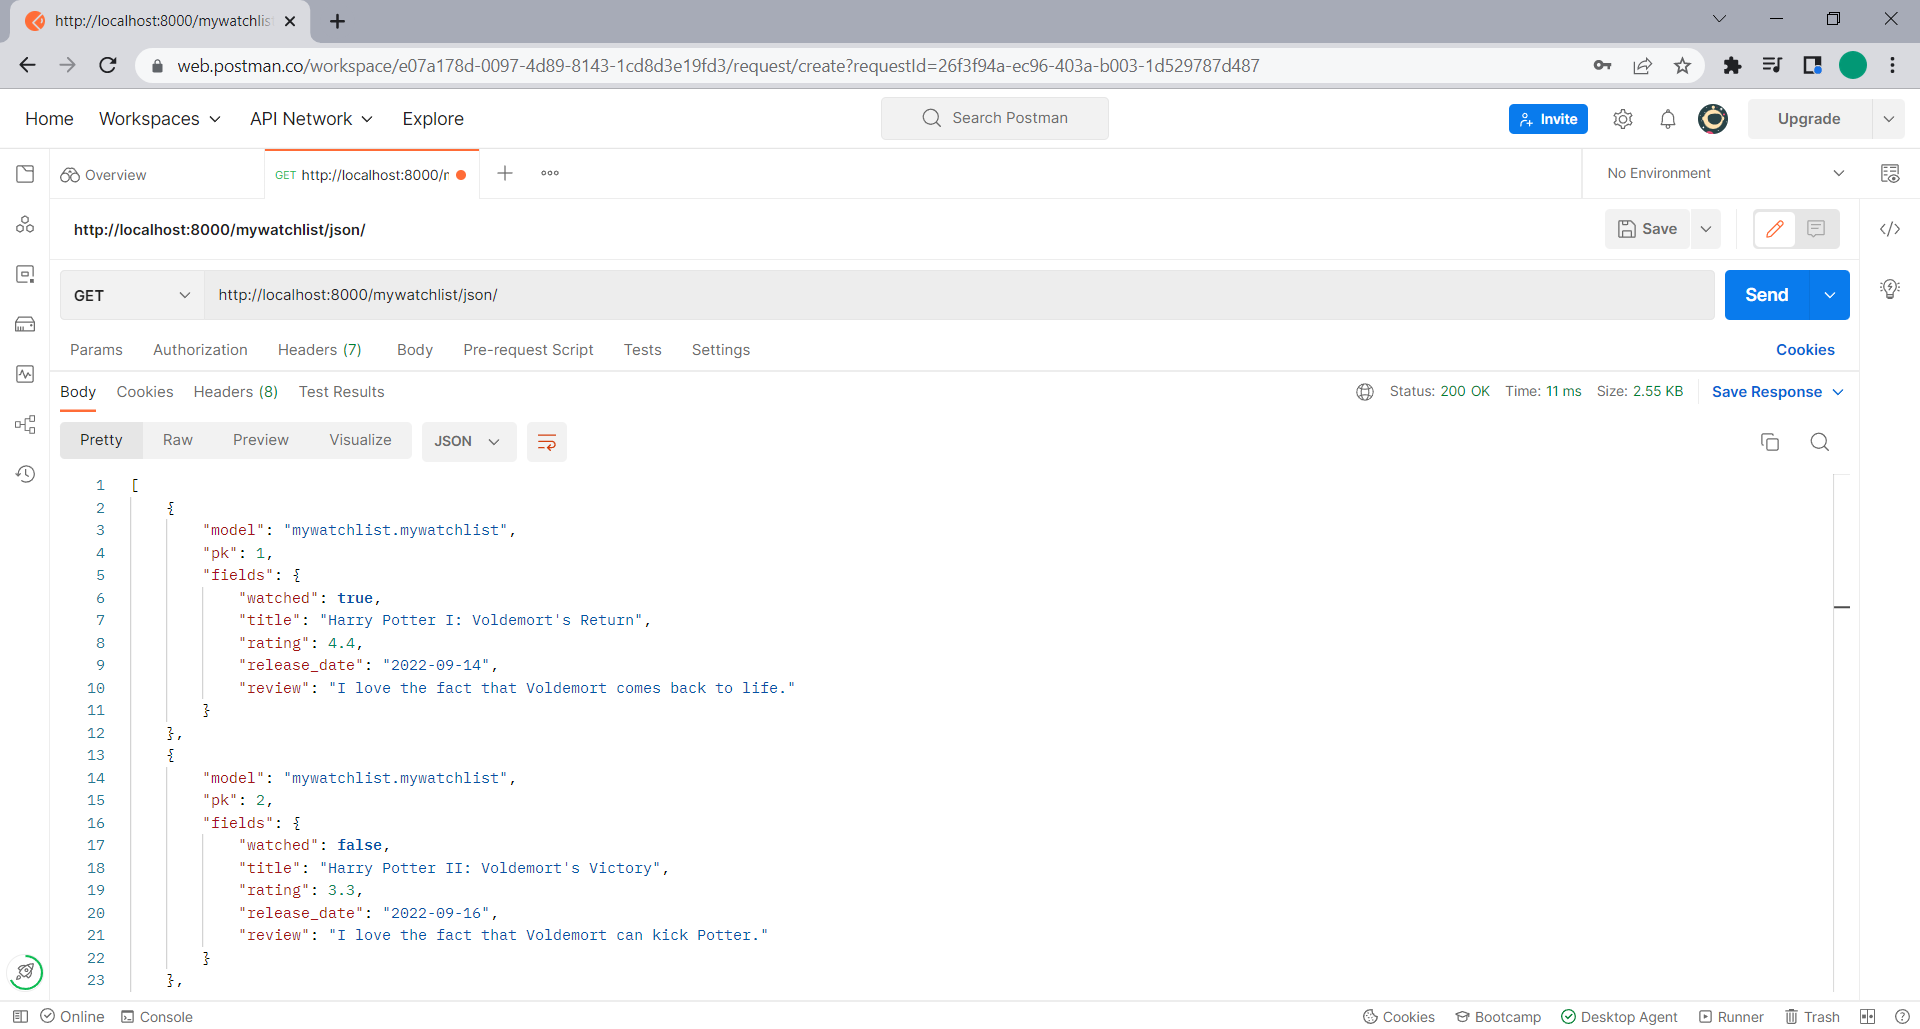 http://localhost:8000/mywatchlis
web.postman.co/workspace/e07a178d-0097-4d89-8143-1cd8d3e19fd3/request/create?requestId=26f3f94a-ec96-403a-b003-1d529787d487
Home Workspaces API Network Explore Search Postman Invite Upgrade
Overview GET http://localhost:8000/m No Environment
http://localhost:8000/mywatchlist/json/ Save
GET http://localhost:8000/mywatchlist/json/ Send
Params Authorization Headers (7) Body Pre-request Script Tests Settings Cookies
Body Cookies Headers (8) Test Results Status: 200 OK Time: 11 ms Size: 2.55 KB Save Response
Pretty Raw Preview Visualize JSON
1 [
2 {
3 "model": "mywatchlist.mywatchlist",
4 "pk": 1,
5 "fields": {
6 "watched": true,
7 "title": "Harry Potter I: Voldemort's Return",
8 "rating": 4.4,
9 "release_date": "2022-09-14",
10 "review": "I love the fact that Voldemort comes back to life."
11 }
12 },
13 {
14 "model": "mywatchlist.mywatchlist",
15 "pk": 2,
16 "fields": {
17 "watched": false,
18 "title": "Harry Potter II: Voldemort's Victory",
19 "rating": 3.3,
20 "release_date": "2022-09-16",
21 "review": "I love the fact that Voldemort can kick Potter."
22 }
23 },
Online Console Cookies Bootcamp Desktop Agent Runner Trash